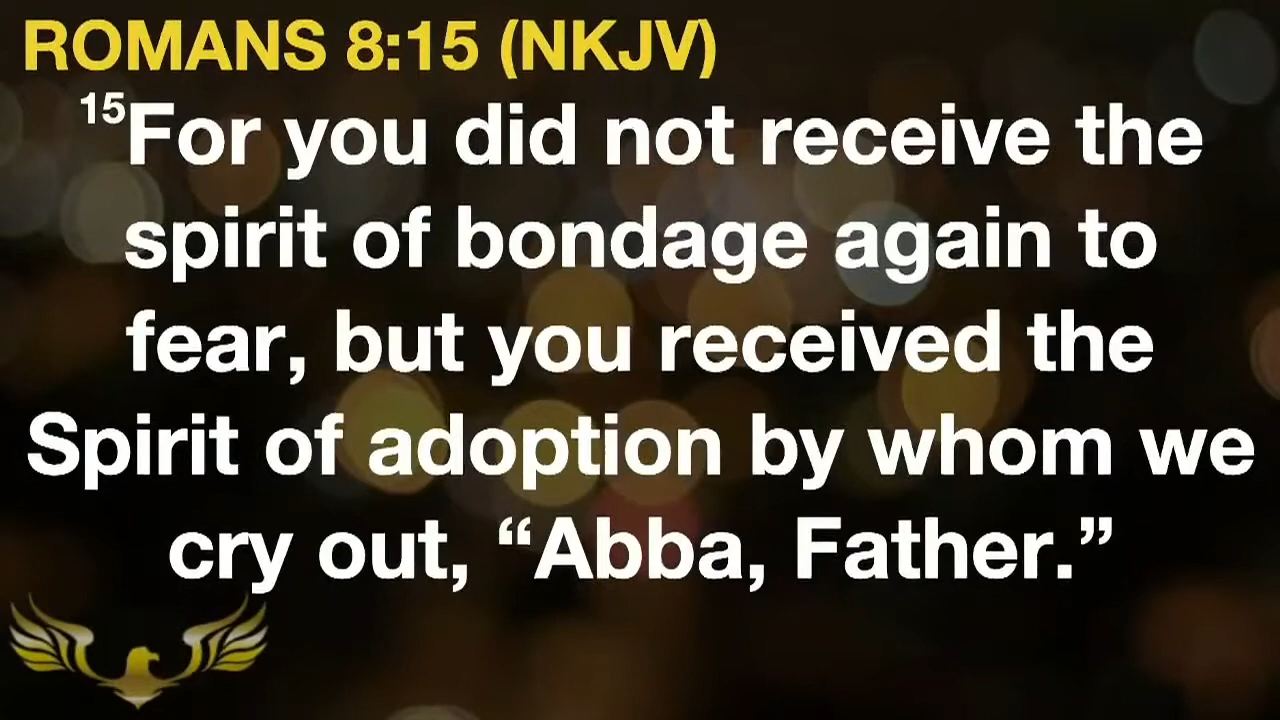 ROMANS 8:15 (NKJV)
15For you did not receive the
spirit of bondage again to
fear, but you received the
Spirit of adoption by whom we
cry out, “Abba, Father.”